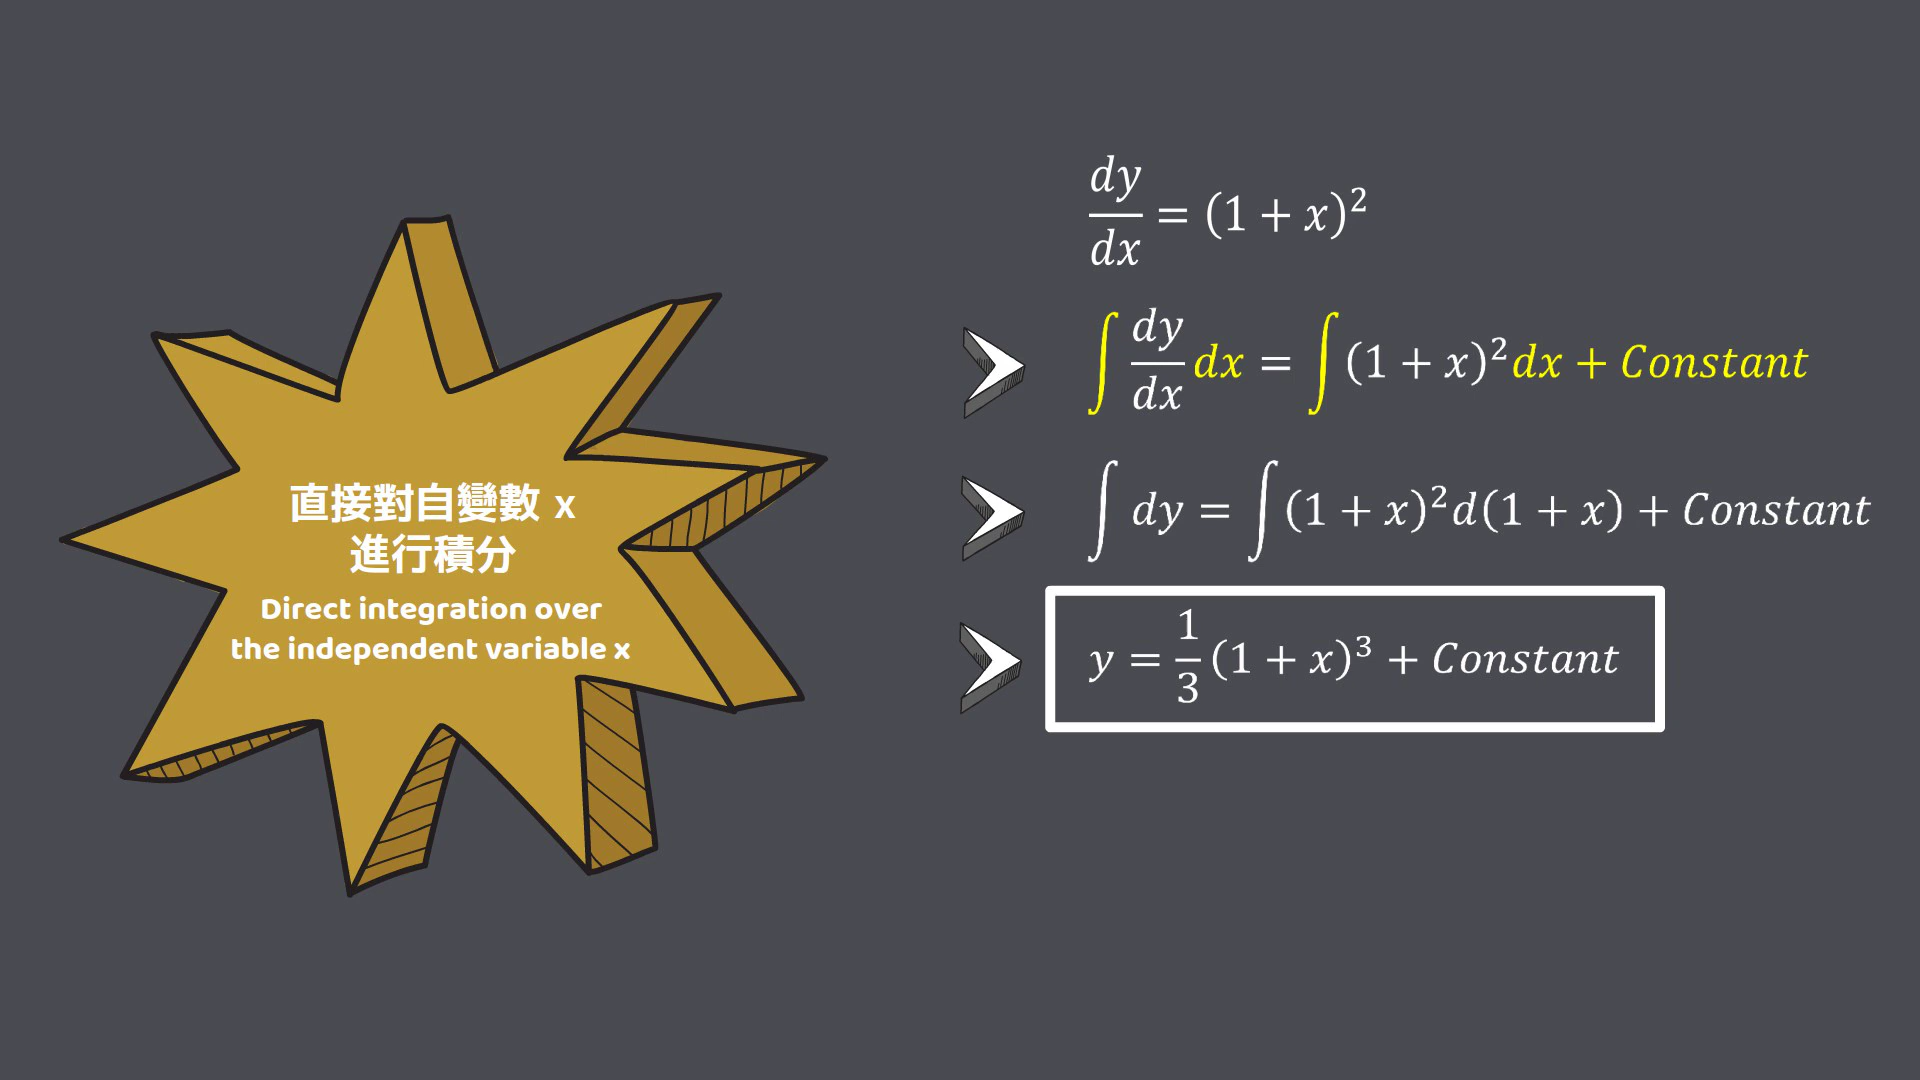 直接對自變數 x
進行積分
Direct integration over
the independent variable x
dy/dx = (1 + x)²
∫ dy/dx dx = ∫ (1 + x)² dx + Constant
∫ dy = ∫ (1 + x)² d(1 + x) + Constant
y = 1/3 (1 + x)³ + Constant